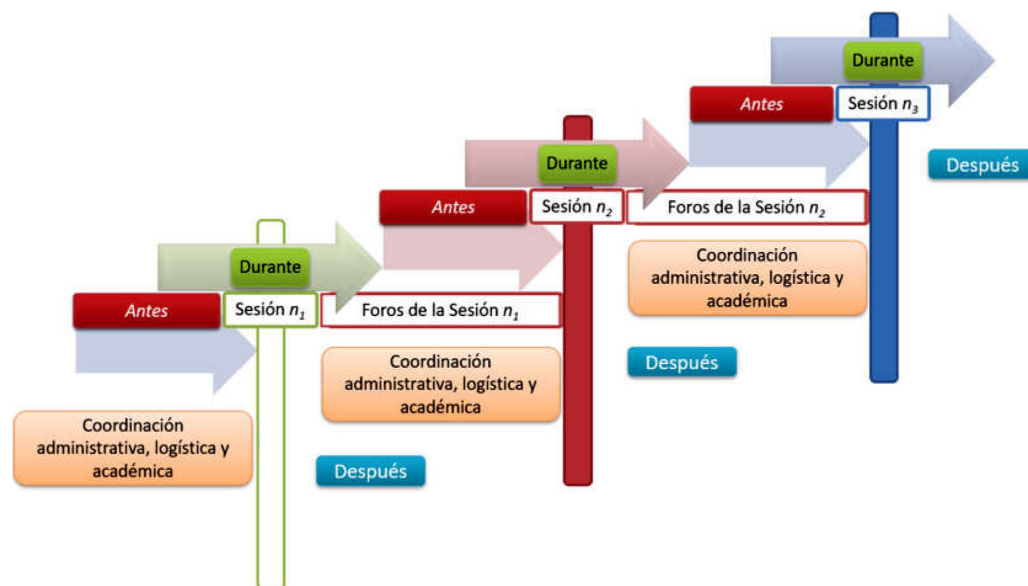 Durante
Antes
Sesión n3
Después
Durante
Antes
Sesión n2
Foros de la Sesión n2
Coordinación
administrativa, logística y
académica
Durante
Antes
Sesión n1
Foros de la Sesión n1
Coordinación
administrativa, logística y
académica
Después
Coordinación
administrativa, logística y
académica
Después